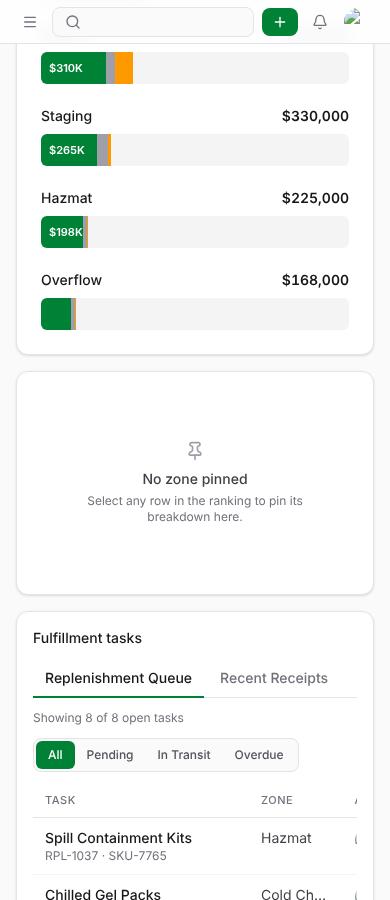 $310K
Staging $330,000
$265K
Hazmat $225,000
$198K
Overflow $168,000
No zone pinned
Select any row in the ranking to pin its
breakdown here.
Fulfillment tasks
Replenishment Queue Recent Receipts
Showing 8 of 8 open tasks
All Pending In Transit Overdue
TASK ZONE
Spill Containment Kits Hazmat
RPL-1037 · SKU-7765
Chilled Gel Packs Cold Ch...